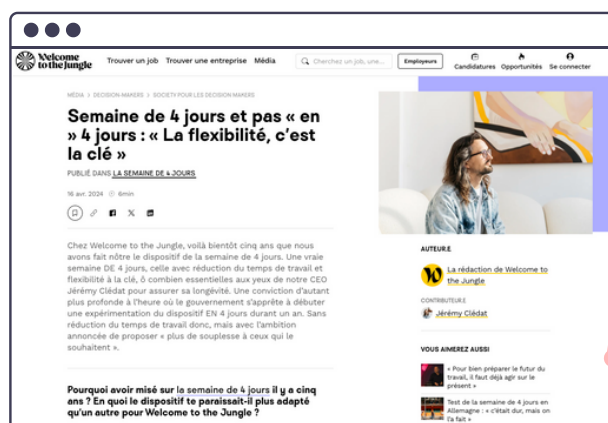 Welcome to the Jungle
Trouver un job Trouver une entreprise Média
Cherchez un job, une...
Employeurs
Candidatures Opportunités Se connecter
MÉDIA > DECISION-MAKERS > SOCIETY POUR LES DECISION MAKERS
Semaine de 4 jours et pas « en
» 4 jours : « La flexibilité, c'est
la clé »
PUBLIÉ DANS LA SEMAINE DE 4 JOURS
16 avr. 2024 6min
Chez Welcome to the Jungle, voilà bientôt cinq ans que nous
avons fait nôtre le dispositif de la semaine de 4 jours. Une vraie
semaine DE 4 jours, celle avec réduction du temps de travail et
flexibilité à la clé, ô combien essentielles aux yeux de notre CEO
Jérémy Clédat pour assurer sa longévité. Une conviction d'autant
plus profonde à l'heure où le gouvernement s'apprête à débuter
une expérimentation du dispositif EN 4 jours durant un an. Sans
réduction du temps de travail donc, mais avec l'ambition
annoncée de proposer « plus de souplesse à ceux qui le
souhaitent ».
Pourquoi avoir misé sur la semaine de 4 jours il y a cinq
ans ? En quoi le dispositif te paraissait-il plus adapté
qu'un autre pour Welcome to the Jungle ?
AUTEUR.E
La rédaction de Welcome to
the Jungle
CONTRIBUTEUR.E
Jérémy Clédat
VOUS AIMEREZ AUSSI
« Pour bien préparer le futur du
travail, il faut déjà agir sur le
présent »
Test de la semaine de 4 jours en
Allemagne : « c'était dur, mais on
l'a fait »